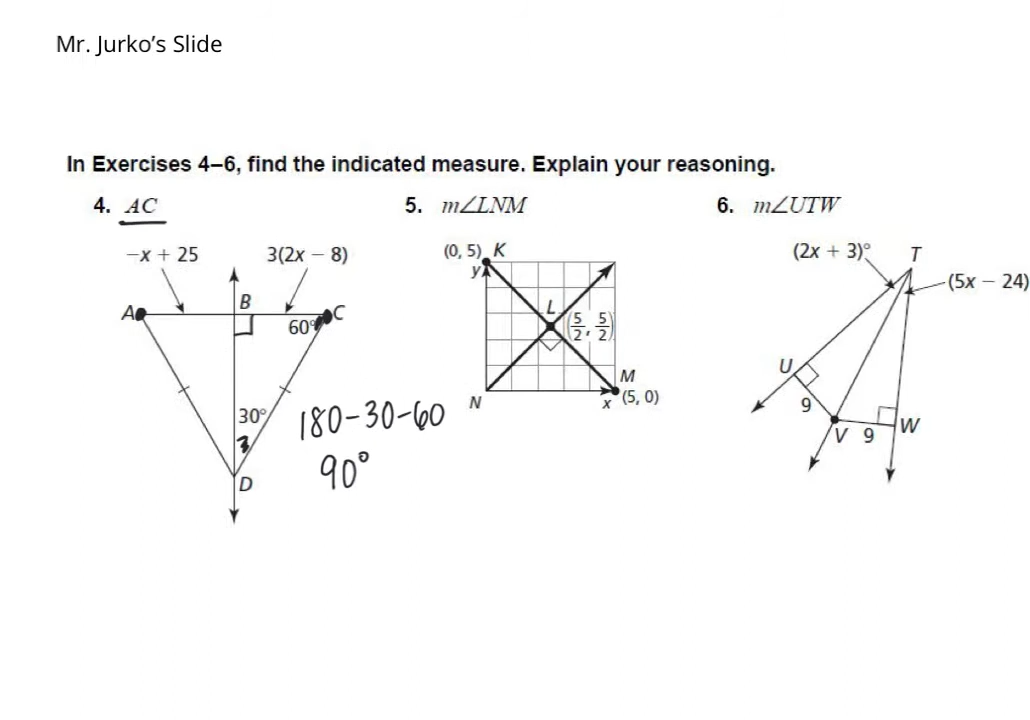 Mr. Jurko's Slide
In Exercises 4–6, find the indicated measure. Explain your reasoning.
4. AC
5. m∠LNM
6. m∠UTW
−x + 25
3(2x − 8)
A
B
C
60°
30°
3
D
180-30-60
90°
(0, 5) K
y
L
(5/2, 5/2)
M
N
x (5, 0)
(2x + 3)°
T
(5x − 24)
U
9
V 9 W